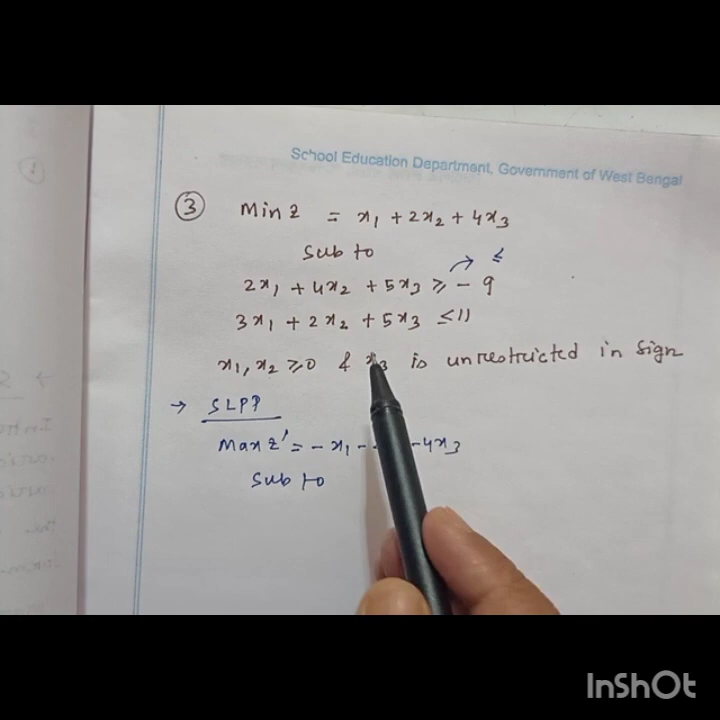 School Education Department, Government of West Bengal
③ Min z = x₁ + 2x₂ + 4x₃
Sub to
≤
2x₁ + 4x₂ + 5x₃ ≥ - 9
3x₁ + 2x₂ + 5x₃ ≤ 11
x₁, x₂ ≥ 0 & x₃ is unrestricted in sign
→ SLPP
Max z' = - x₁ - - 4x₃
Sub to
InShOt